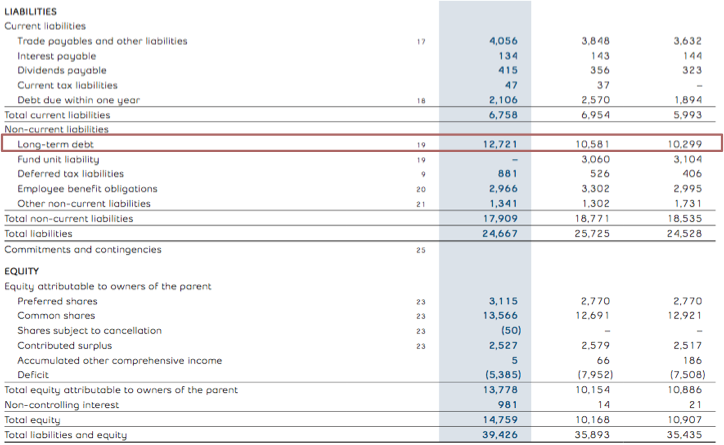 LIABILITIES
Current liabilities
Trade payables and other liabilities 17 4,056 3,848 3,632
Interest payable 134 143 144
Dividends payable 415 356 323
Current tax liabilities 47 37 –
Debt due within one year 18 2,106 2,570 1,894
Total current liabilities 6,758 6,954 5,993
Non-current liabilities
Long-term debt 19 12,721 10,581 10,299
Fund unit liability 19 – 3,060 3,104
Deferred tax liabilities 9 881 526 406
Employee benefit obligations 20 2,966 3,302 2,995
Other non-current liabilities 21 1,341 1,302 1,731
Total non-current liabilities 17,909 18,771 18,535
Total liabilities 24,667 25,725 24,528
Commitments and contingencies 25
EQUITY
Equity attributable to owners of the parent
Preferred shares 23 3,115 2,770 2,770
Common shares 23 13,566 12,691 12,921
Shares subject to cancellation 23 (50) – –
Contributed surplus 23 2,527 2,579 2,517
Accumulated other comprehensive income 5 66 186
Deficit (5,385) (7,952) (7,508)
Total equity attributable to owners of the parent 13,778 10,154 10,886
Non-controlling interest 981 14 21
Total equity 14,759 10,168 10,907
Total liabilities and equity 39,426 35,893 35,435